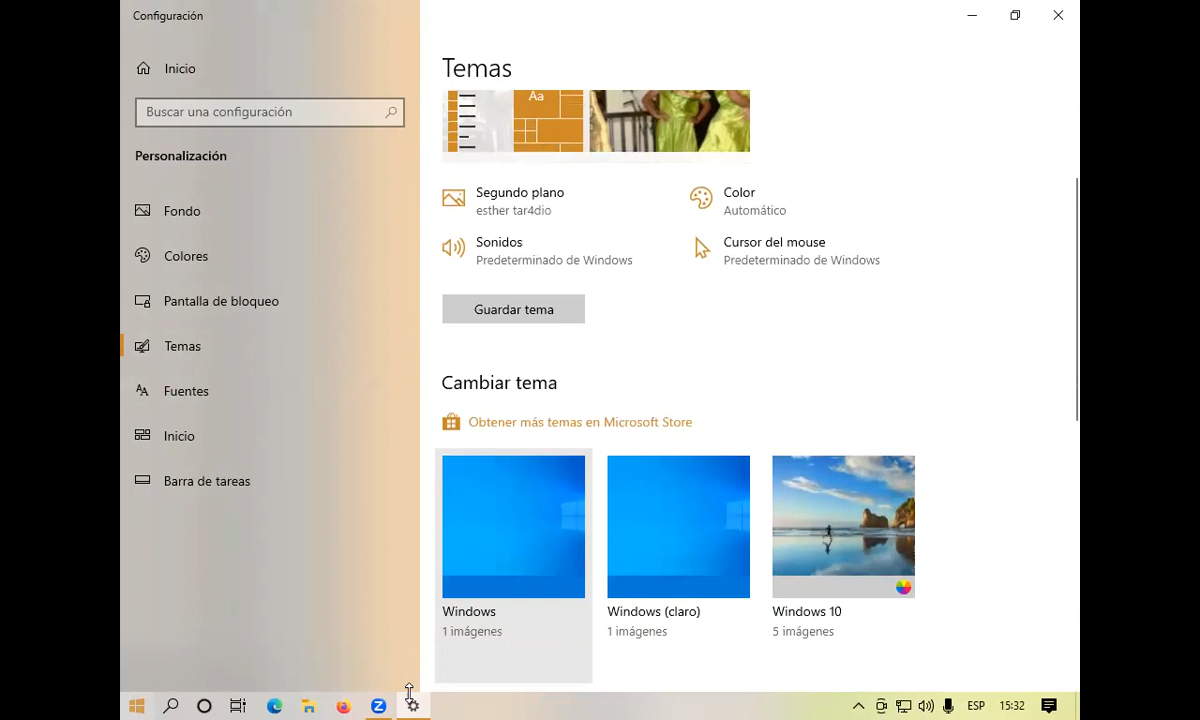 Configuración
Inicio
Buscar una configuración
Personalización
Fondo
Colores
Pantalla de bloqueo
Temas
Fuentes
Inicio
Barra de tareas
Temas
Aa
Segundo plano
esther tar4dio
Color
Automático
Sonidos
Predeterminado de Windows
Cursor del mouse
Predeterminado de Windows
Guardar tema
Cambiar tema
Obtener más temas en Microsoft Store
Windows
1 imágenes
Windows (claro)
1 imágenes
Windows 10
5 imágenes
Z
ESP
15:32